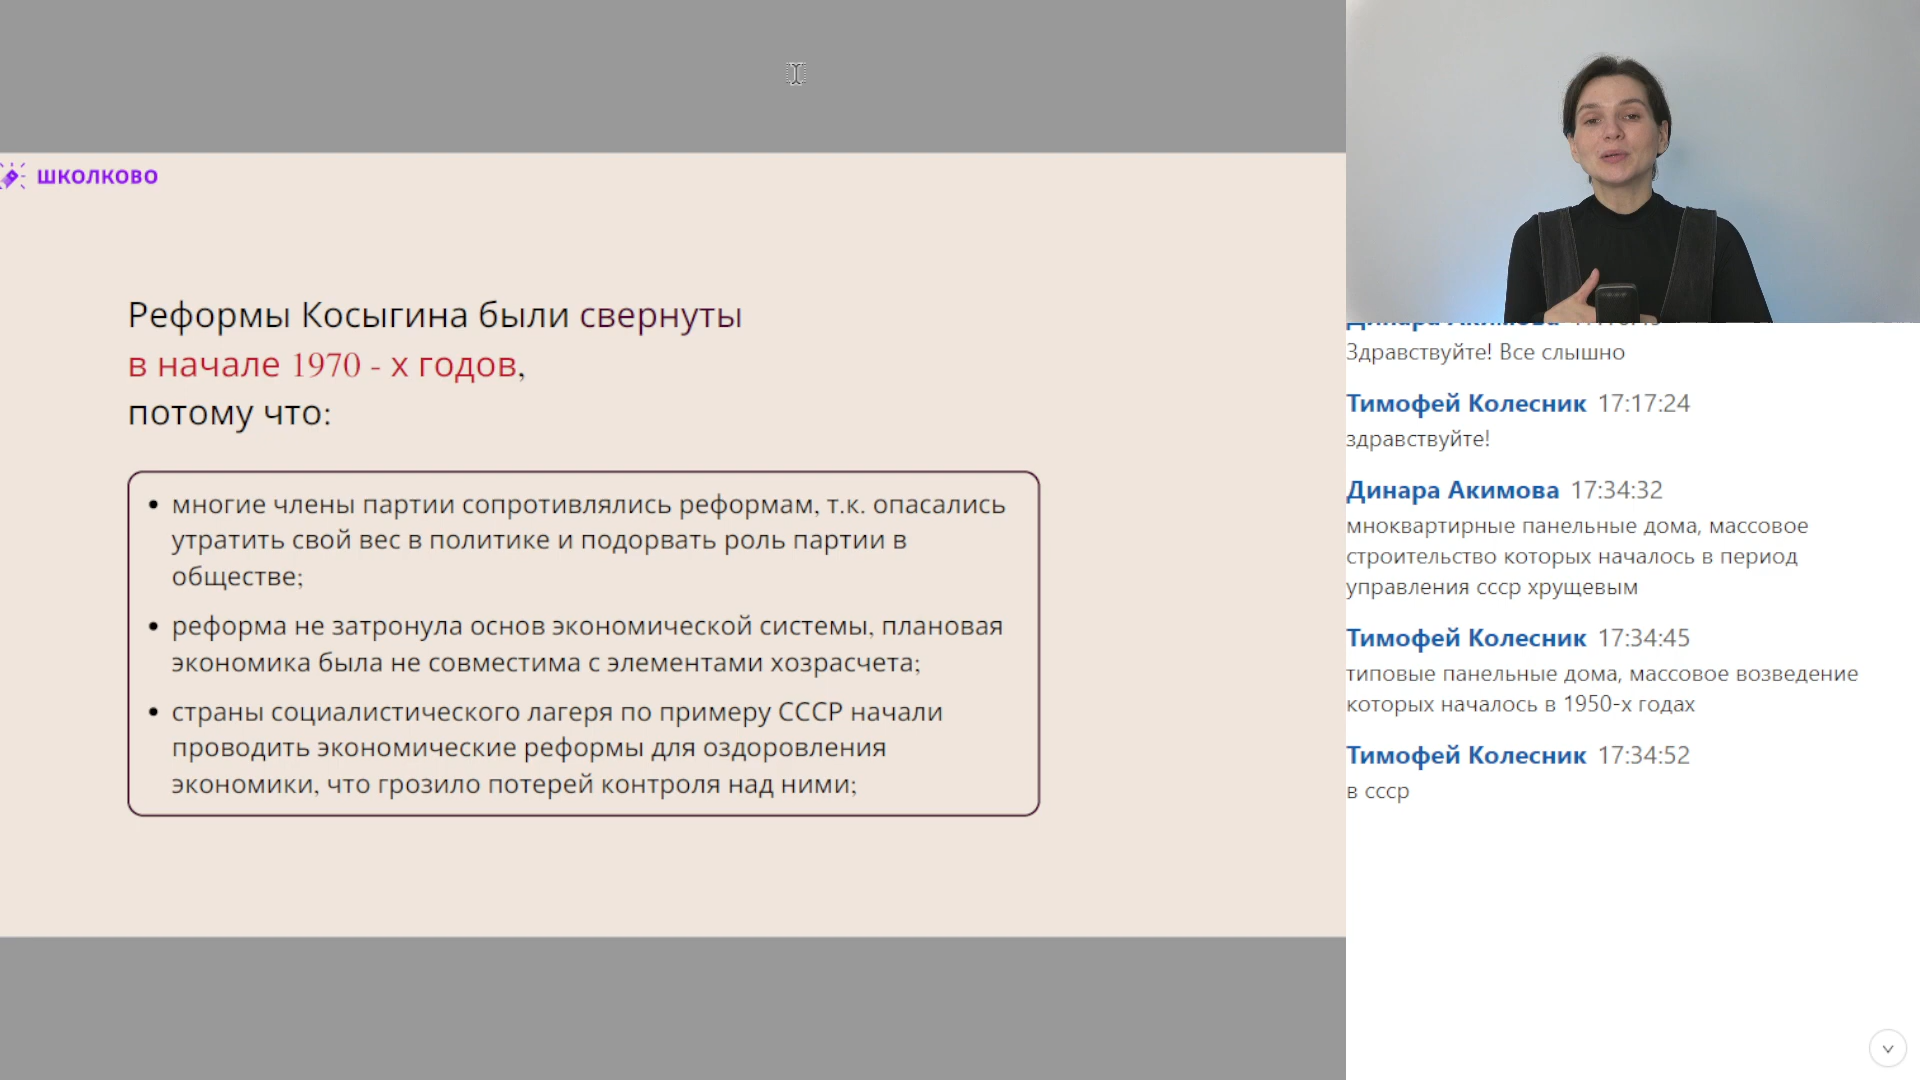 ШКОЛКОВО
Реформы Косыгина были свернуты
в начале 1970 - х годов,
потому что:
• многие члены партии сопротивлялись реформам, т.к. опасались
утратить свой вес в политике и подорвать роль партии в
обществе;
• реформа не затронула основ экономической системы, плановая
экономика была не совместима с элементами хозрасчета;
• страны социалистического лагеря по примеру СССР начали
проводить экономические реформы для оздоровления
экономики, что грозило потерей контроля над ними;
Здравствуйте! Все слышно
Тимофей Колесник 17:17:24
здравствуйте!
Динара Акимова 17:34:32
мноквартирные панельные дома, массовое
строительство которых началось в период
управления ссср хрущевым
Тимофей Колесник 17:34:45
типовые панельные дома, массовое возведение
которых началось в 1950-х годах
Тимофей Колесник 17:34:52
в ссср